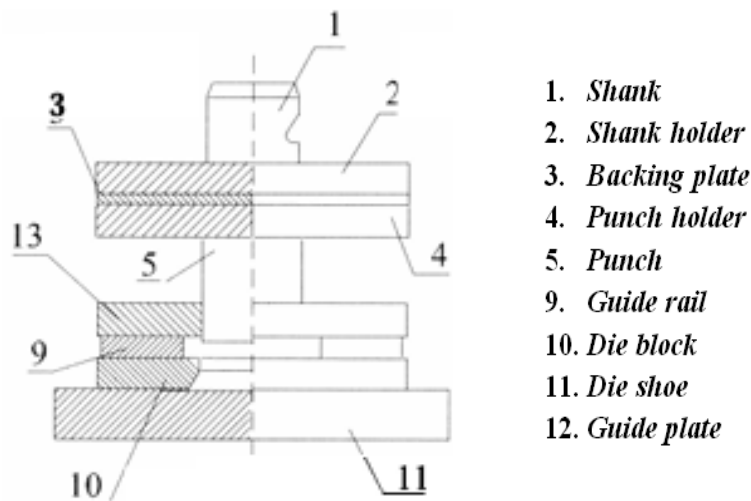 1
2
3
13
5
4
9
10
11
1. Shank
2. Shank holder
3. Backing plate
4. Punch holder
5. Punch
9. Guide rail
10. Die block
11. Die shoe
12. Guide plate